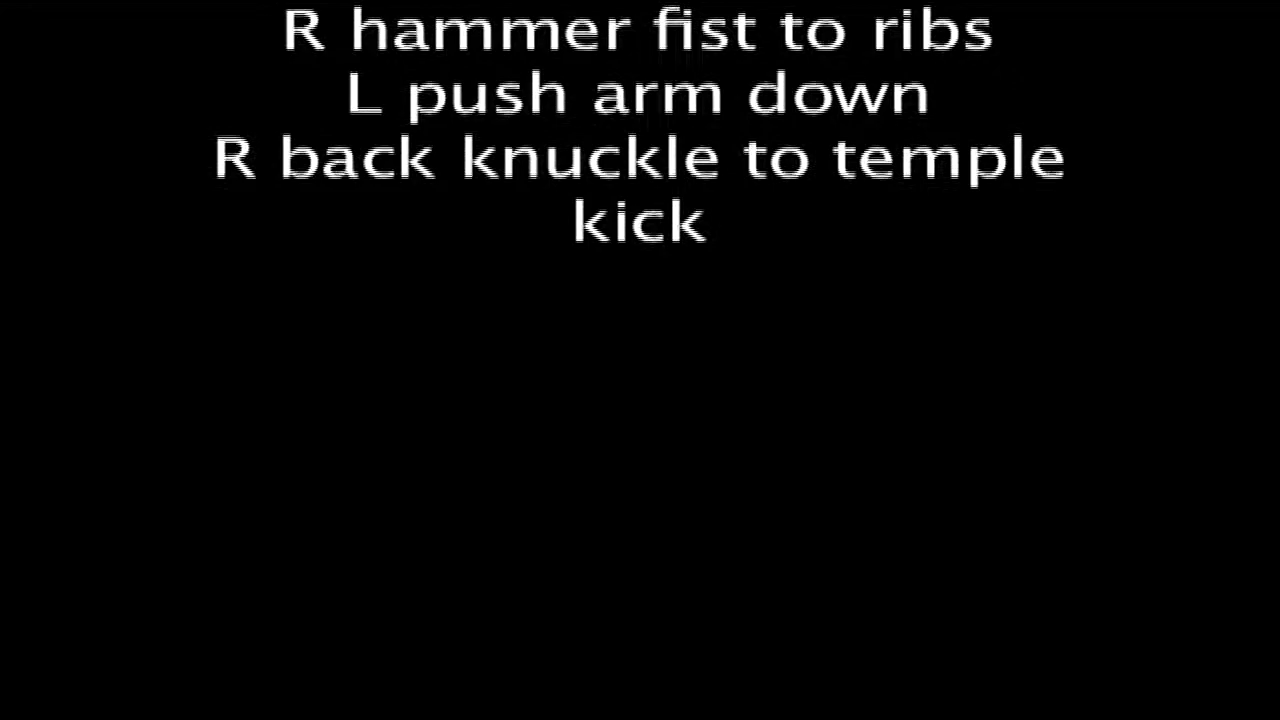 R hammer fist to ribs
L push arm down
R back knuckle to temple
kick